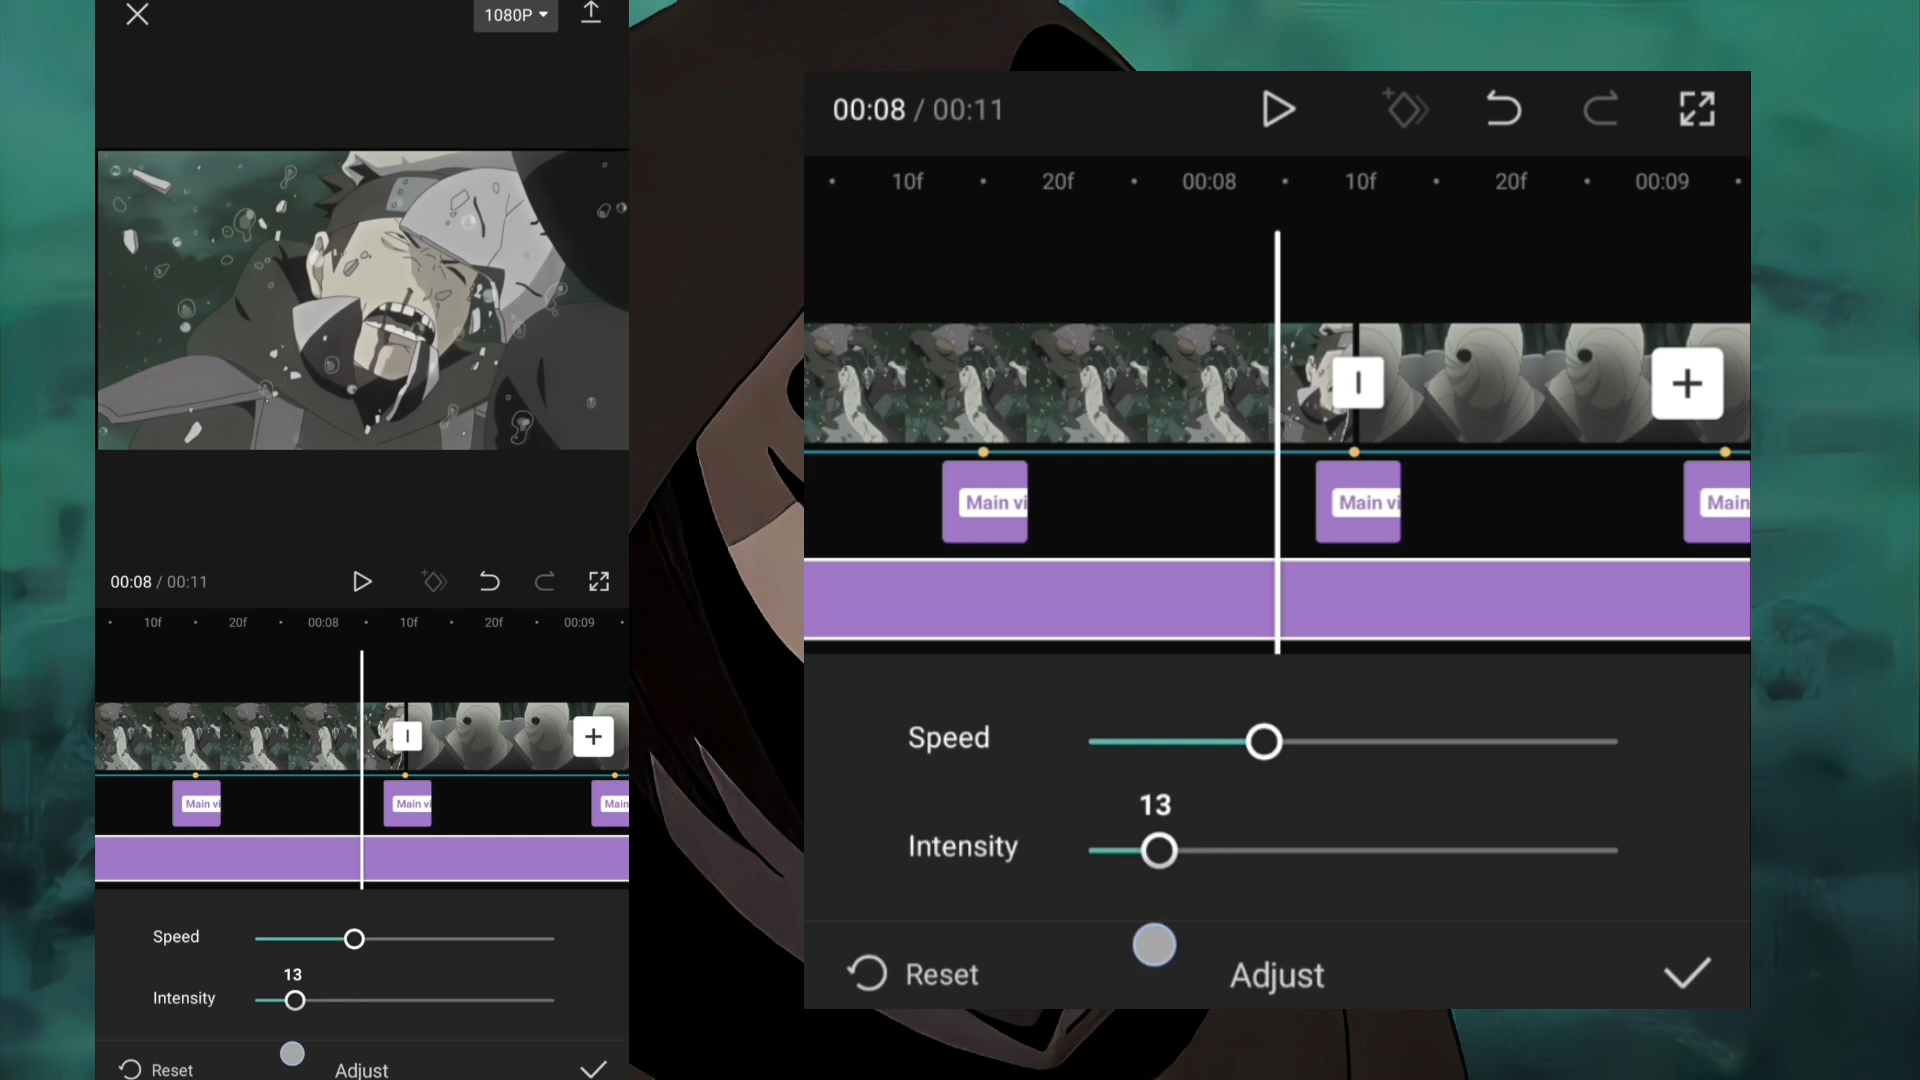 1080P
00:08 / 00:11
10f 20f 00:08 10f 20f 00:09
Main vi Main vi Main
Speed
13
Intensity
Reset Adjust
00:08 / 00:11
10f 20f 00:08 10f 20f 00:09
Main vi Main vi Main
Speed
13
Intensity
Reset Adjust